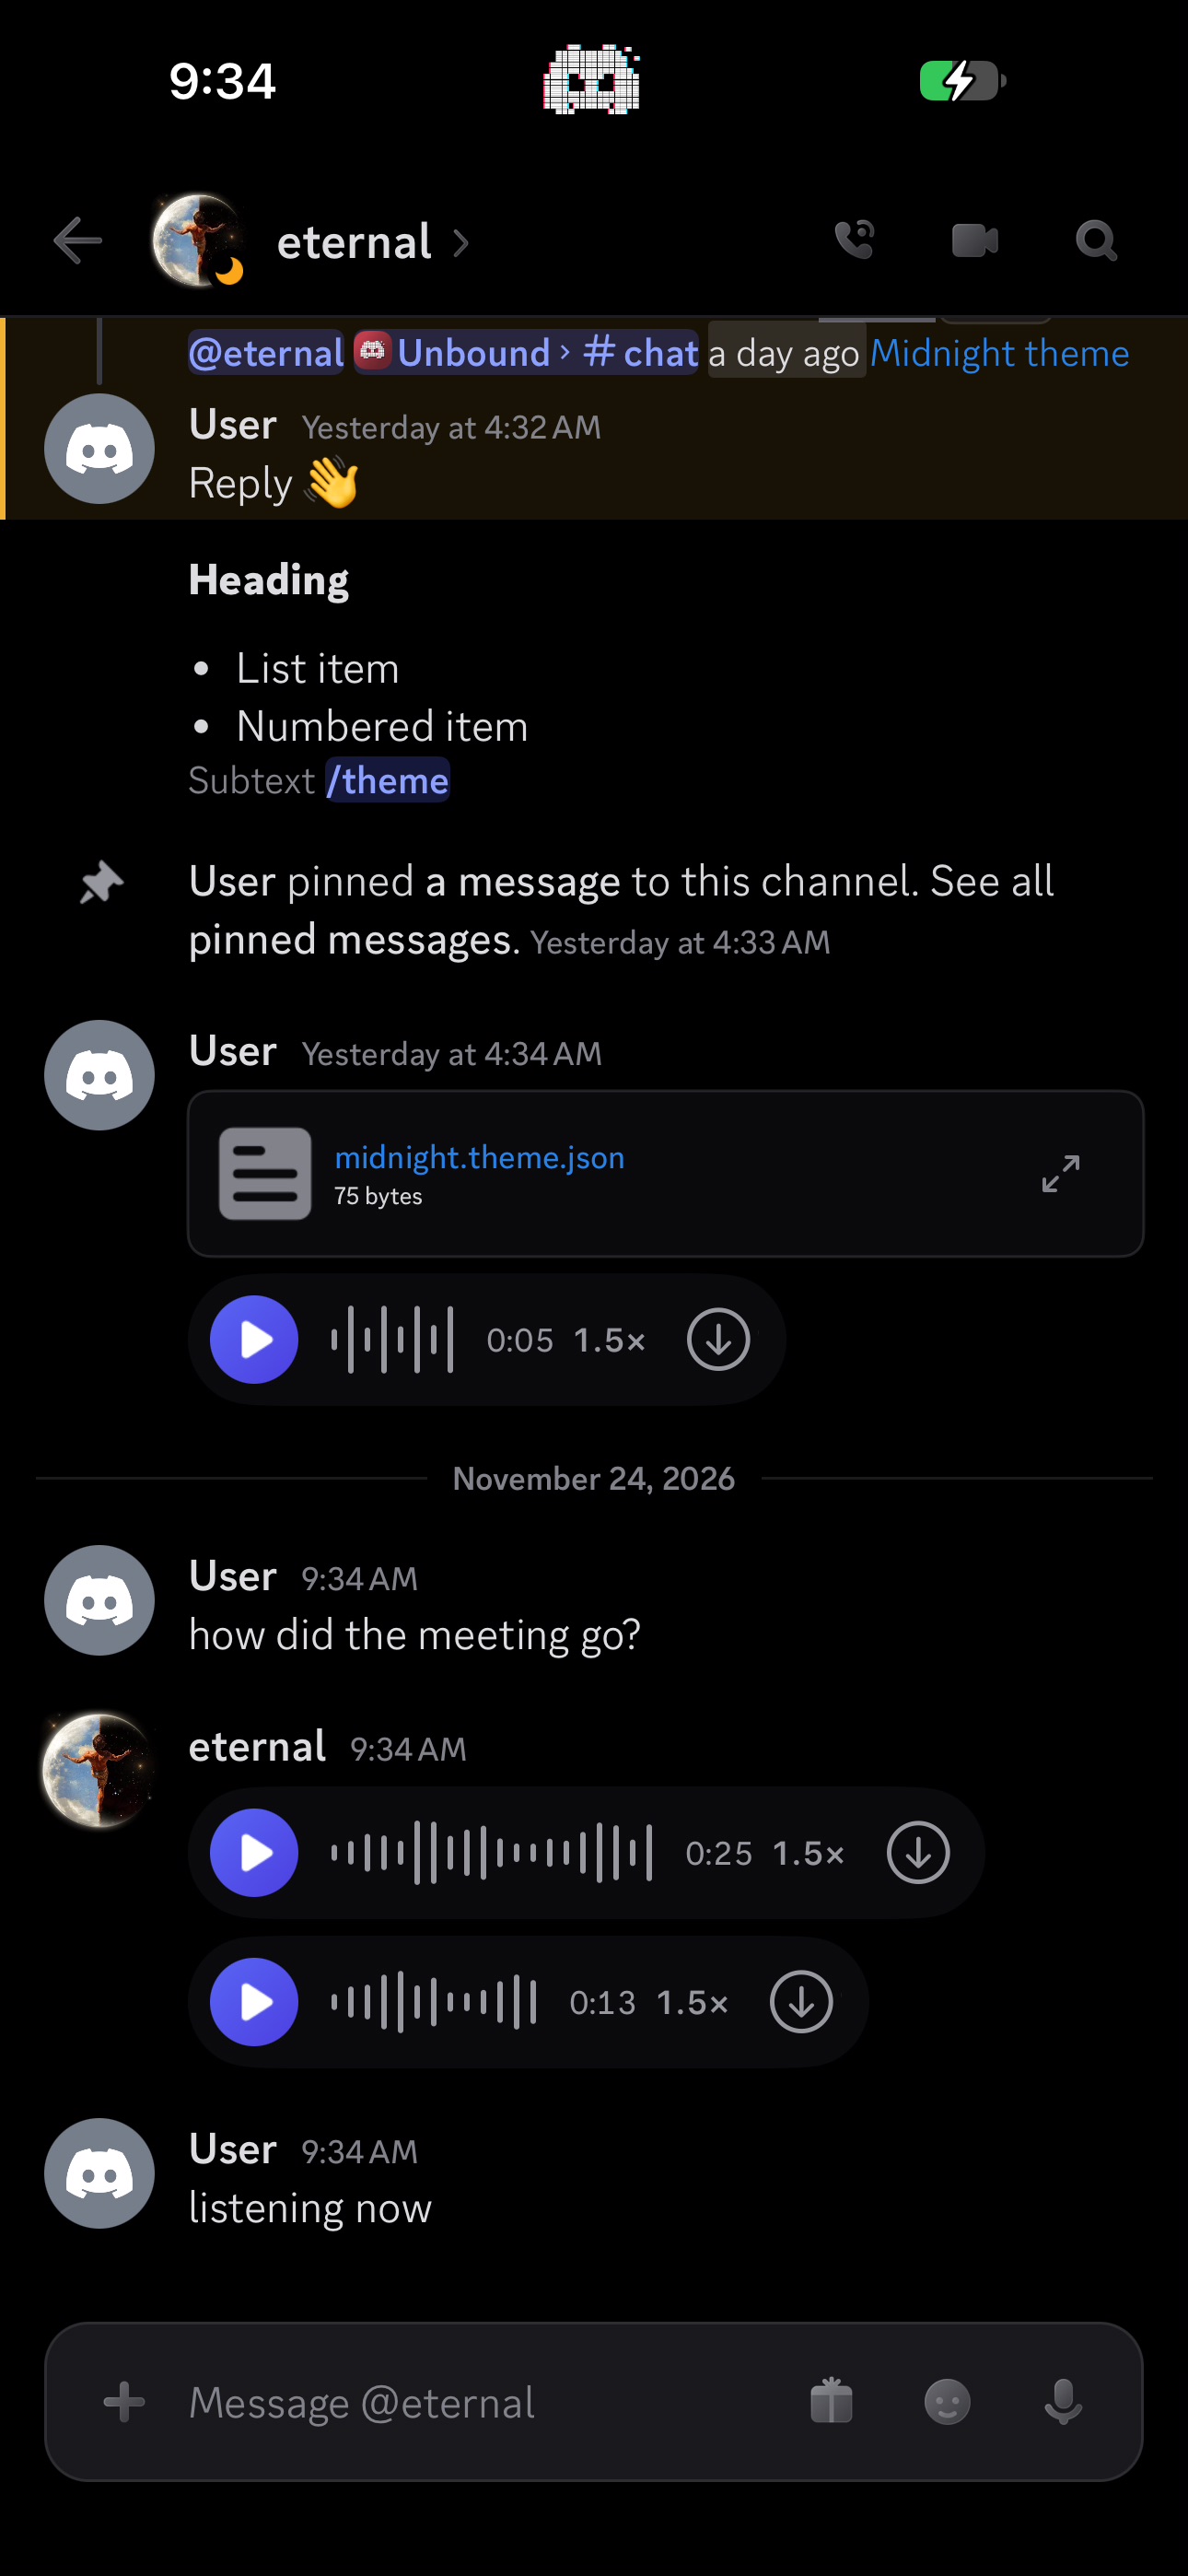 9:34
eternal
@eternal Unbound › # chat a day ago Midnight theme
User Yesterday at 4:32 AM
Reply 👋
Heading
• List item
• Numbered item
Subtext /theme
User pinned a message to this channel. See all
pinned messages. Yesterday at 4:33 AM
User Yesterday at 4:34 AM
midnight.theme.json
75 bytes
0:05 1.5×
November 24, 2026
User 9:34 AM
how did the meeting go?
eternal 9:34 AM
0:25 1.5×
0:13 1.5×
User 9:34 AM
listening now
Message @eternal